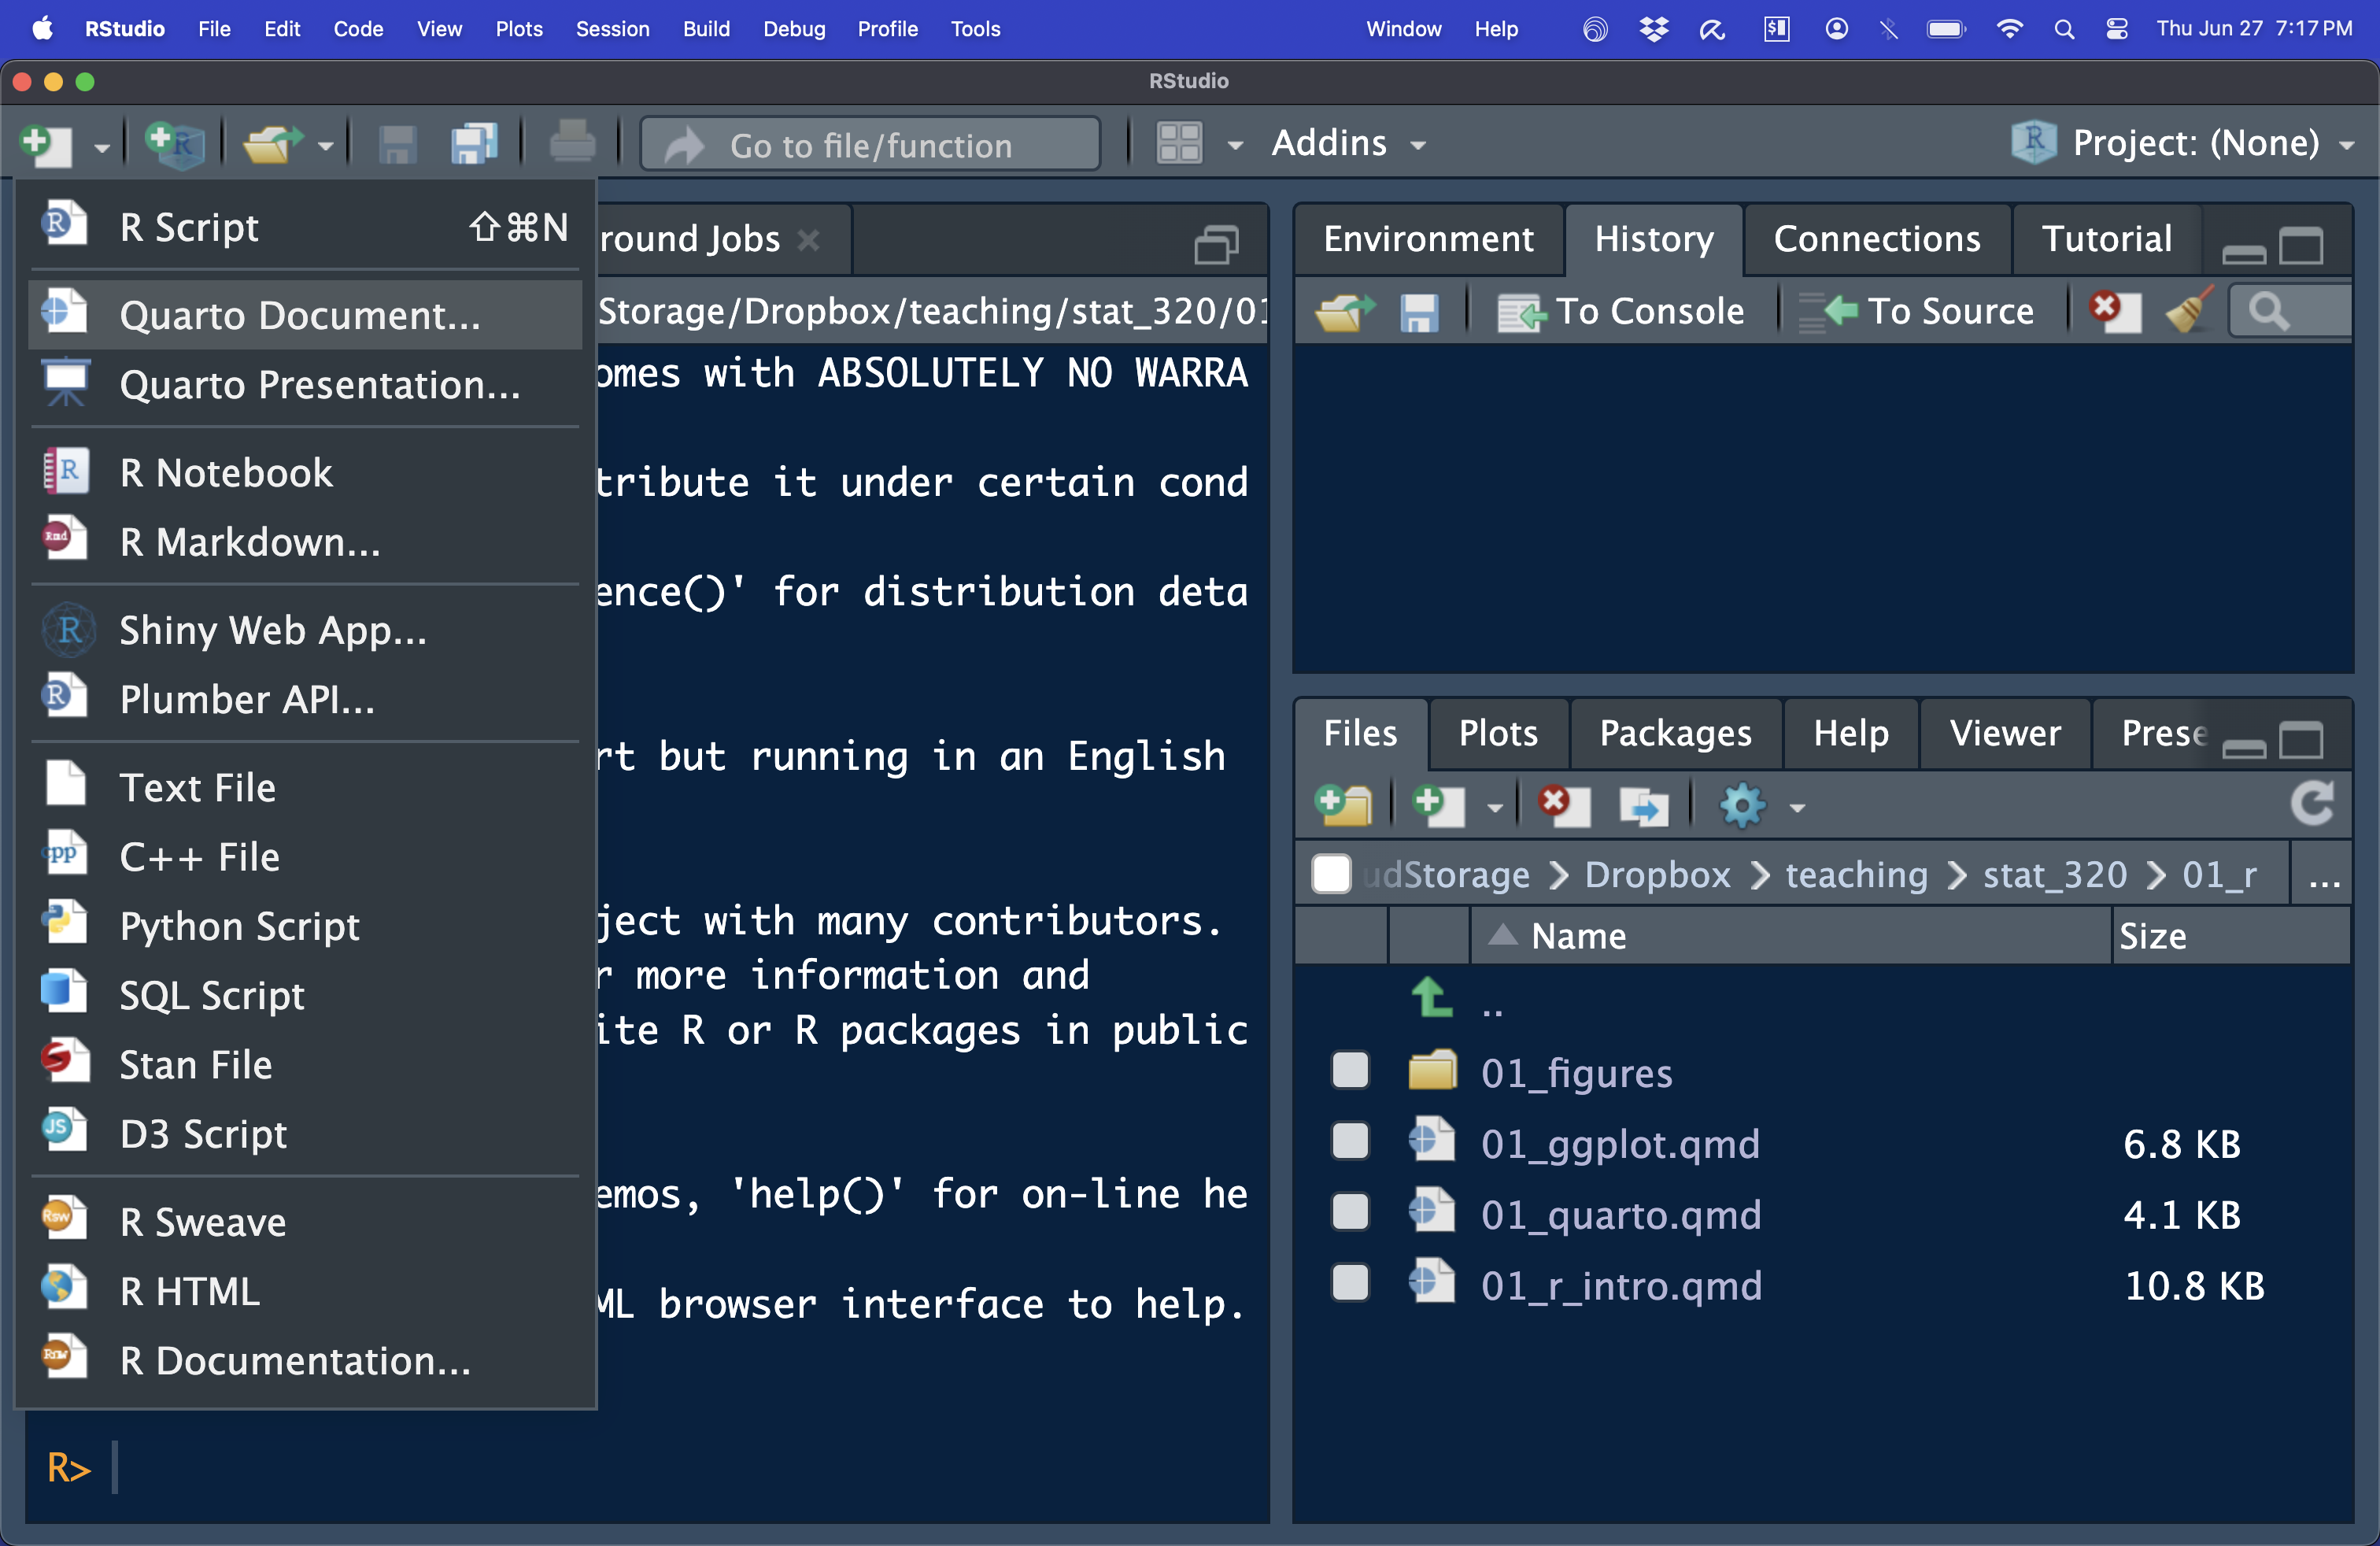 RStudio File Edit Code View Plots Session Build Debug Profile Tools Window Help Thu Jun 27 7:17 PM
RStudio
Go to file/function Addins Project: (None)
R Script ⇧⌘N
Quarto Document...
Quarto Presentation...
R Notebook
R Markdown...
Shiny Web App...
Plumber API...
Text File
C++ File
Python Script
SQL Script
Stan File
D3 Script
R Sweave
R HTML
R Documentation...
round Jobs
Storage/Dropbox/teaching/stat_320/01
omes with ABSOLUTELY NO WARRA
tribute it under certain cond
ence()' for distribution deta
rt but running in an English
ject with many contributors.
r more information and
ite R or R packages in public
emos, 'help()' for on-line he
ML browser interface to help.
R>
Environment History Connections Tutorial
To Console To Source
Files Plots Packages Help Viewer Prese
udStorage Dropbox teaching stat_320 01_r ...
Name Size
..
01_figures
01_ggplot.qmd 6.8 KB
01_quarto.qmd 4.1 KB
01_r_intro.qmd 10.8 KB